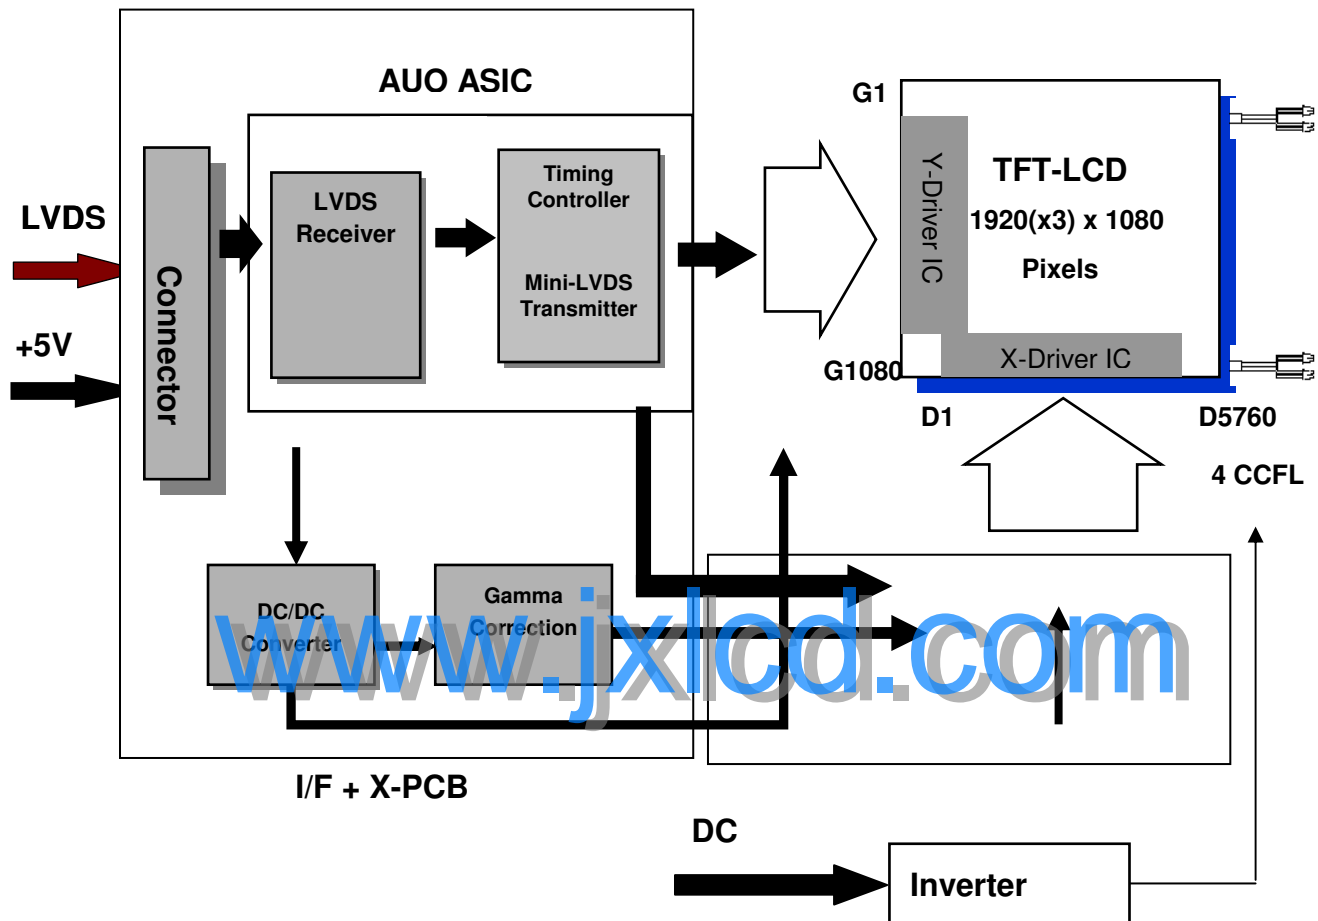 AUO ASIC
G1
Timing
Controller
LVDS
Receiver
Y-Driver IC
TFT-LCD
1920(x3) x 1080
Pixels
LVDS
Connector
Mini-LVDS
Transmitter
+5V
X-Driver IC
G1080
D1
D5760
4 CCFL
DC/DC
Converter
Gamma
Correction
www.jxlcd.com
I/F + X-PCB
DC
Inverter